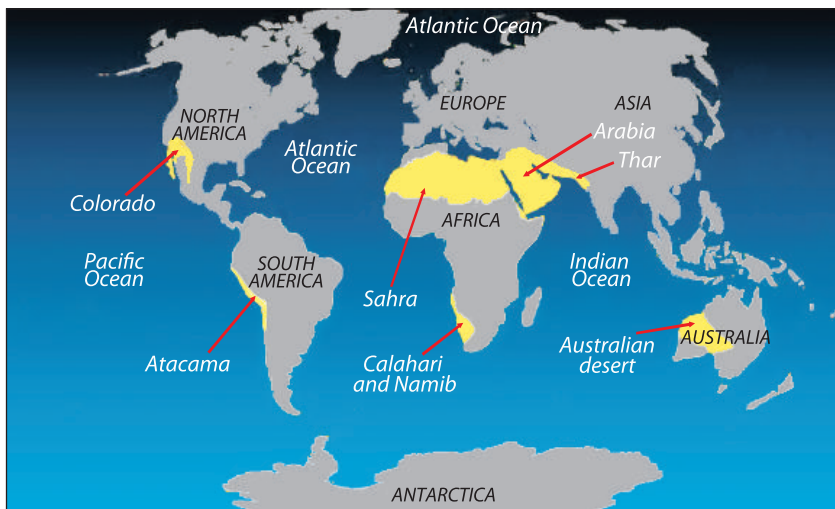 Atlantic Ocean
NORTH
AMERICA
EUROPE
ASIA
Arabia
Thar
Atlantic
Ocean
Colorado
AFRICA
Pacific
Ocean
SOUTH
AMERICA
Indian
Ocean
Sahra
Atacama
Calahari
and Namib
Australian
desert
AUSTRALIA
ANTARCTICA